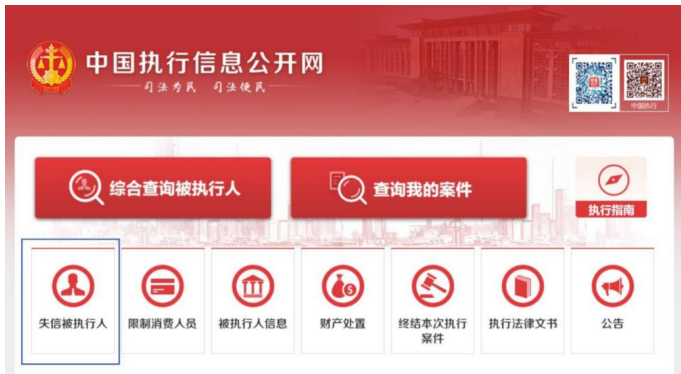 中国执行信息公开网
司法为民 司法便民
中国执行
综合查询被执行人
查询我的案件
执行指南
失信被执行人
限制消费人员
被执行人信息
财产处置
终结本次执行
案件
执行法律文书
公告